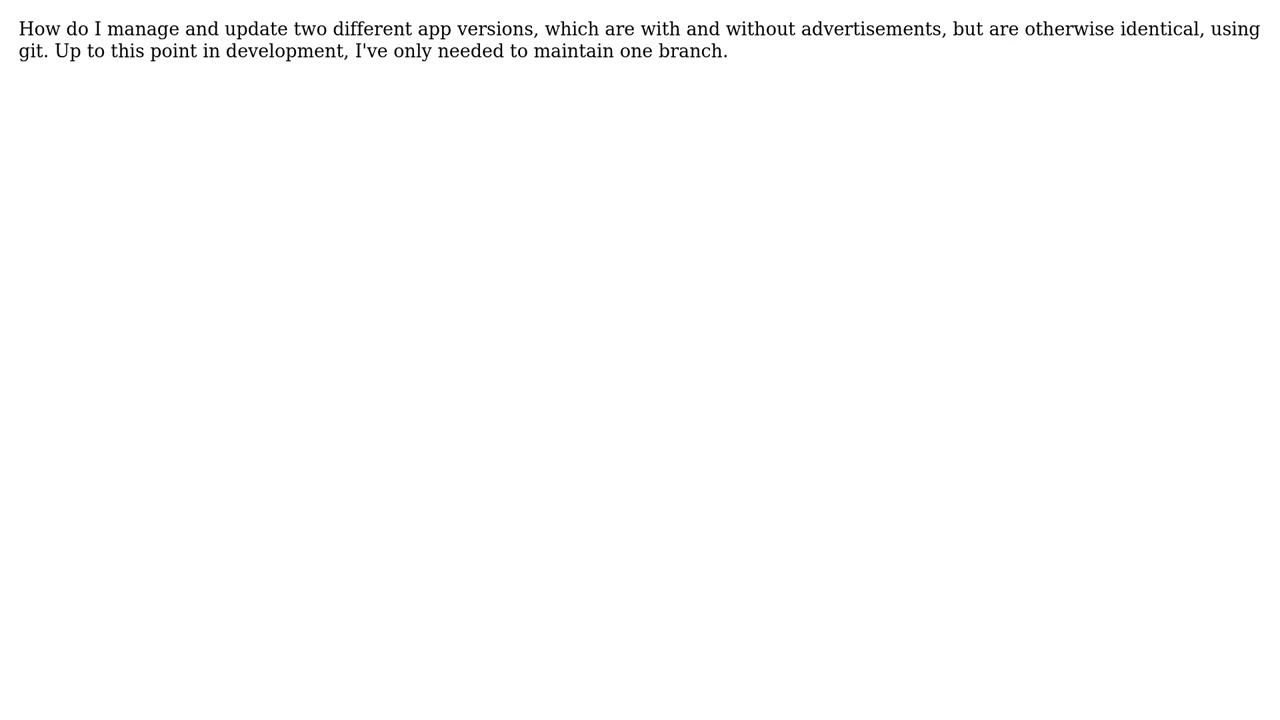 How do I manage and update two different app versions, which are with and without advertisements, but are otherwise identical, using
git. Up to this point in development, I've only needed to maintain one branch.